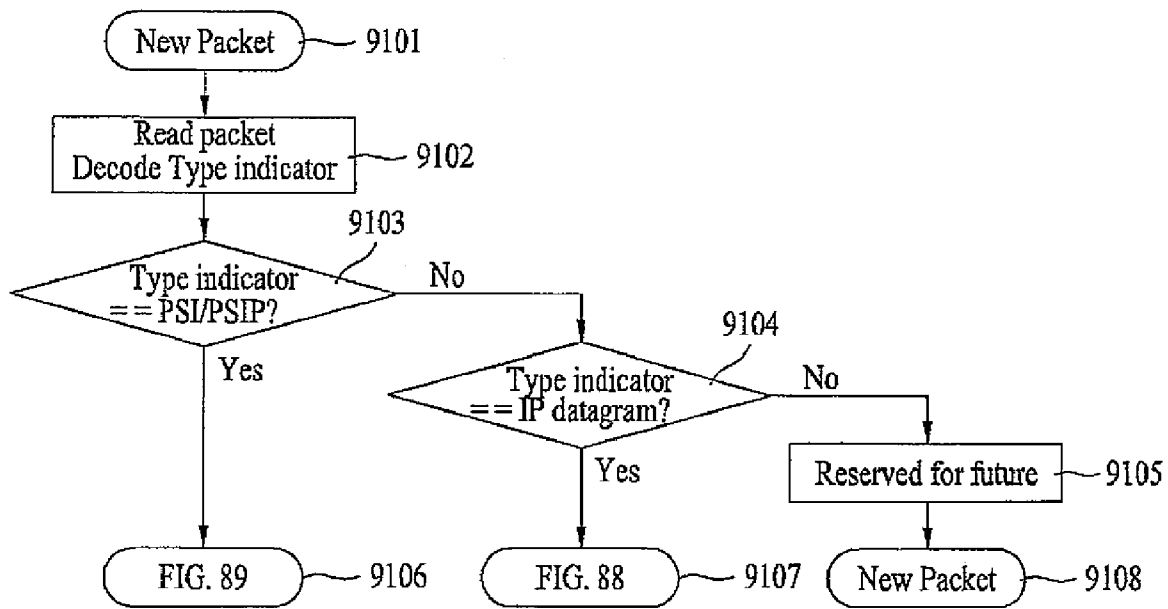 New Packet
9101
Read packet
Decode Type indicator
9102
9103
Type indicator
== PSI/PSIP?
No
Yes
9104
Type indicator
== IP datagram?
No
Yes
Reserved for future
9105
FIG. 89
9106
FIG. 88
9107
New Packet
9108